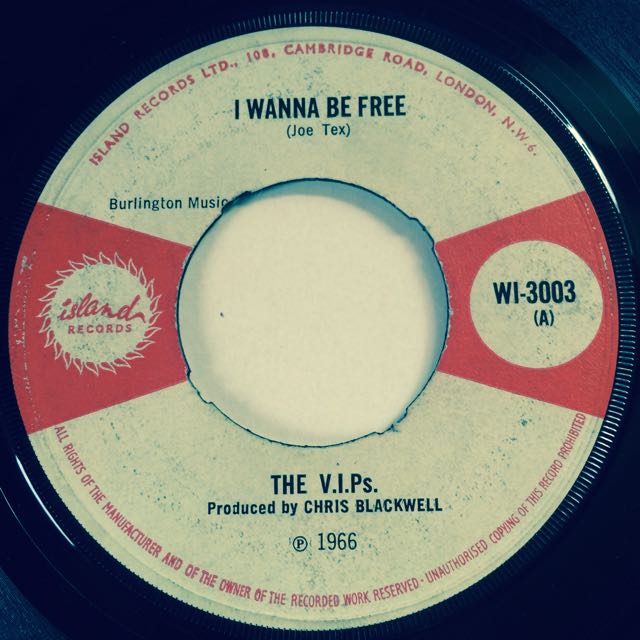 ISLAND RECORDS LTD., 108, CAMBRIDGE ROAD, LONDON, N.W.6.
I WANNA BE FREE
(Joe Tex)
Burlington Music
island
RECORDS
WI-3003
(A)
THE V.I.Ps.
Produced by CHRIS BLACKWELL
℗ 1966
ALL RIGHTS OF THE MANUFACTURER AND OF THE OWNER OF THE RECORDED WORK RESERVED - UNAUTHORISED COPYING OF THIS RECORD PROHIBITED